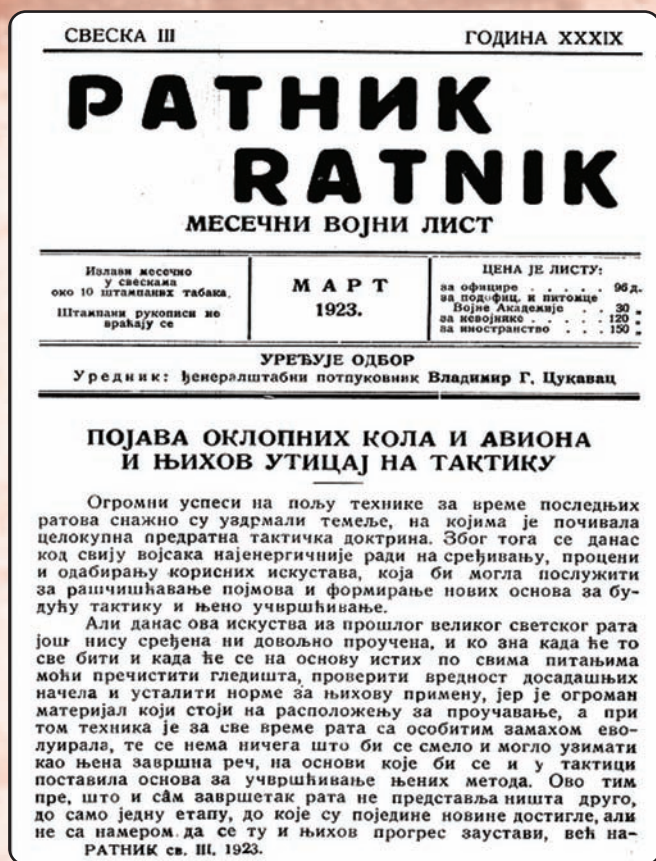 СВЕСКА III ГОДИНА XXXIX
РАТНИК
RATNIK
МЕСЕЧНИ ВОЈНИ ЛИСТ
Излази месечно
у свескама
око 10 штампаних табака.
Штампани рукописи не
враћају се
МАРТ
1923.
ЦЕНА ЈЕ ЛИСТУ:
за официре . . . . . 96 д.
за подофиц. и питомце
Војне Академије . . 30 „
за невојнике . . . . . 120 „
за иностранство . . . 150 „
УРЕЂУЈЕ ОДБОР
Уредник: ђенералштабни потпуковник Владимир Г. Цукавац
ПОЈАВА ОКЛОПНИХ КОЛА И АВИОНА
И ЊИХОВ УТИЦАЈ НА ТАКТИКУ
Огромни успеси на пољу технике за време последњих
ратова снажно су уздрмали темеље, на којима је почивала
целокупна предратна тактичка доктрина. Због тога се данас
код свију војсака најенергичније ради на сређивању, процени
и одабирању корисних искустава, која би могла послужити
за рашчишћавање појмова и формирање нових основа за бу-
дућу тактику и њено учвршћивање.
Али данас ова искуства из прошлог великог светског рата
још нису сређена ни довољно проучена, и ко зна када ће то
све бити и када ће се на основу истих по свима питањима
моћи пречистити гледишта, проверити вредност досадашњих
начела и усталити норме за њихову примену, јер је огроман
материјал који стоји на расположењу за проучавање, а при
том техника је за све време рата са особитим замахом ево-
луирала, те се нема ничега што би се смело и могло узимати
као њена завршна реч, на основи које би се и у тактици
поставила основа за учвршћивање њених метода. Ово тим
пре, што и сâм завршетак рата не представља ништа друго,
до само једну етапу, до које су поједине новине достигле, али
не са намером да се ту и њихов прогрес заустави, већ на-
РАТНИК св. III, 1923.